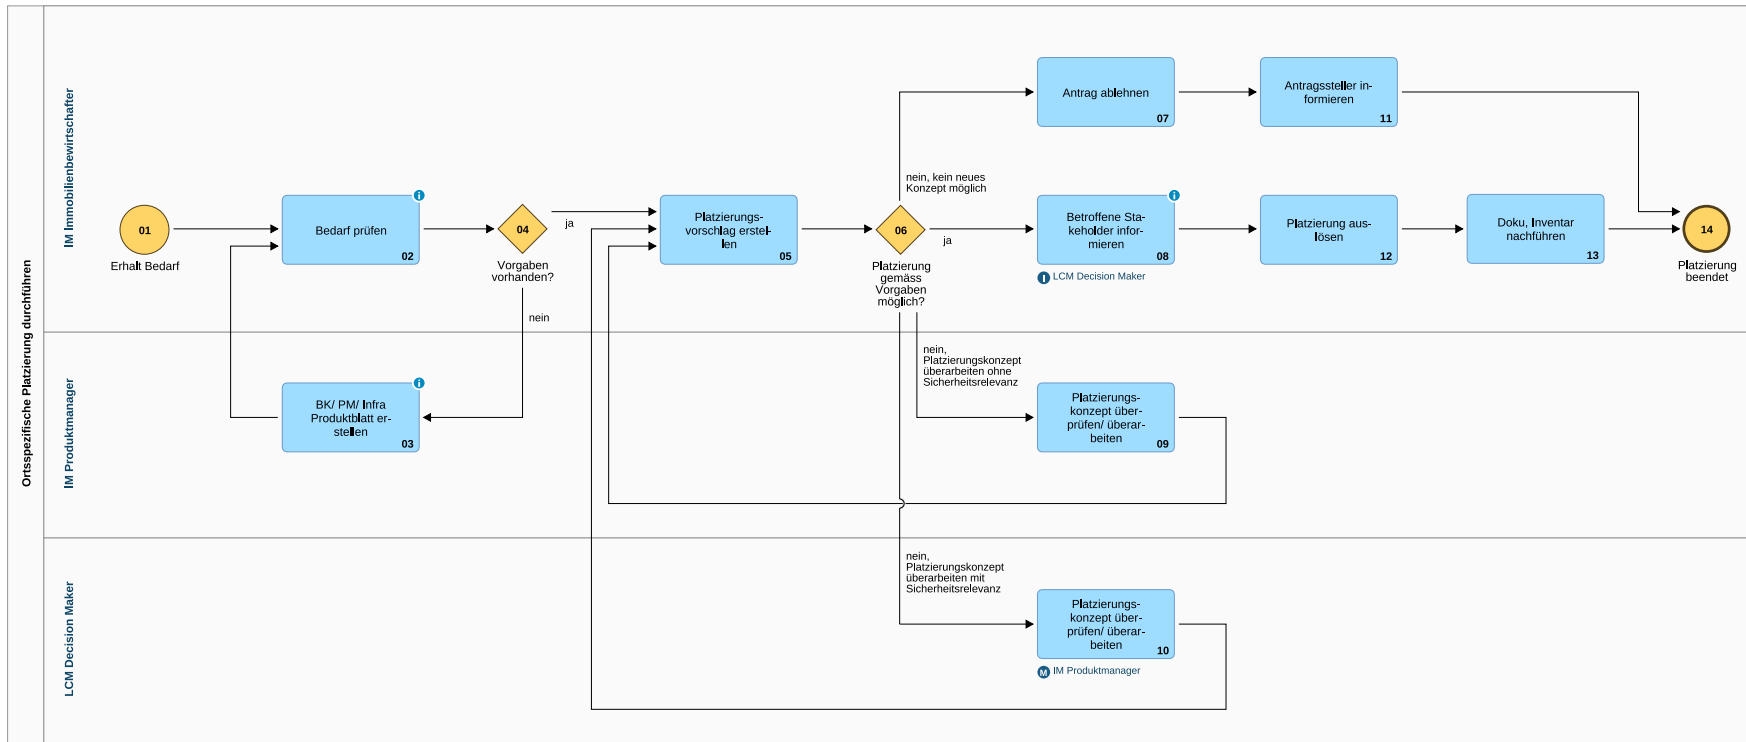 Ortsspezifische Platzierung durchführen
IM Immobilienbewirtschafter
01
Erhalt Bedarf
Bedarf prüfen
02
04
Vorgaben
vorhanden?
ja
nein
Platzierungs-
vorschlag erstel-
len
05
06
Platzierung
gemäss
Vorgaben
möglich?
nein, kein neues
Konzept möglich
ja
Antrag ablehnen
07
Antragssteller in-
formieren
11
Betroffene Sta-
keholder infor-
mieren
08
LCM Decision Maker
Platzierung aus-
lösen
12
Doku, Inventar
nachführen
13
14
Platzierung
beendet
IM Produktmanager
BK/ PM/ Infra
Produktblatt er-
stellen
03
nein,
Platzierungskonzept
überarbeiten ohne
Sicherheitsrelevanz
Platzierungs-
konzept über-
prüfen/ überar-
beiten
09
LCM Decision Maker
nein,
Platzierungskonzept
überarbeiten mit
Sicherheitsrelevanz
Platzierungs-
konzept über-
prüfen/ überar-
beiten
10
M IM Produktmanager